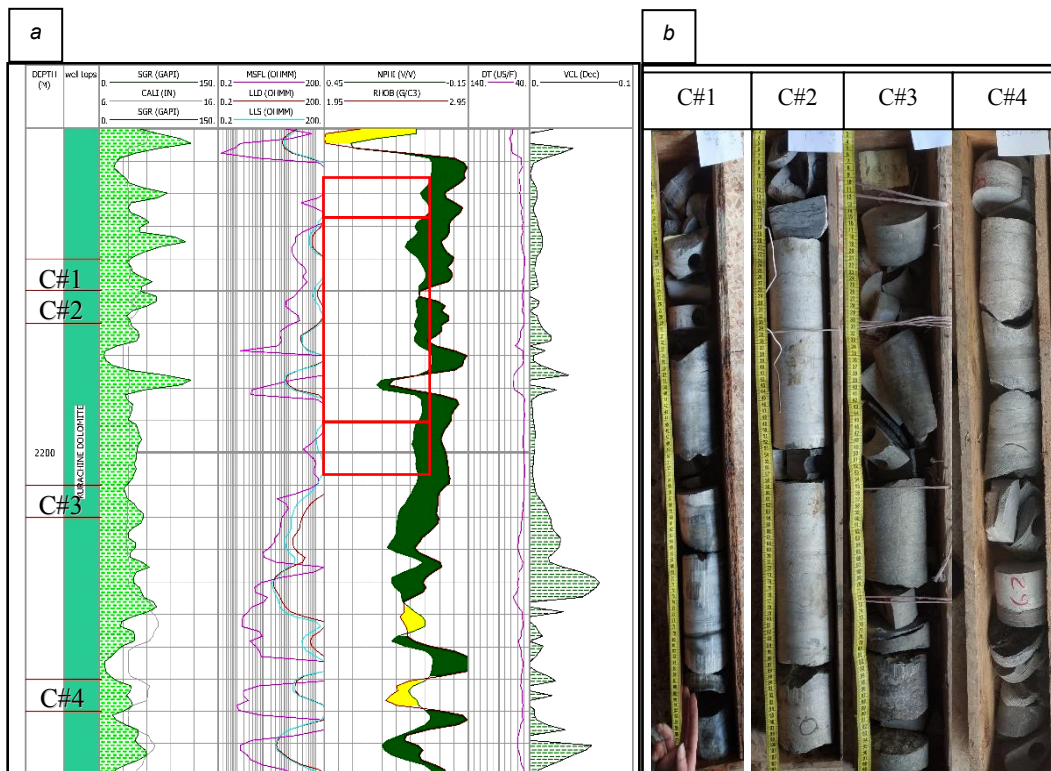 a
b
DEPTH (M)
well tops
SGR (GAPI)
0. 150.
CALI (IN)
6. 16.
SGR (GAPI)
0. 150.
MSFL (OHMM)
0.2 200.
LLD (OHMM)
0.2 200.
LLS (OHMM)
0.2 200.
NPHI (V/V)
0.45 -0.15
RHOB (G/C3)
1.95 2.95
DT (US/F)
140. 40.
VCL (Dec)
0. 0.1
C#1 C#2 C#3 C#4
C#1
C#2
2200
KURACHINE DOLOMITE
C#3
C#4